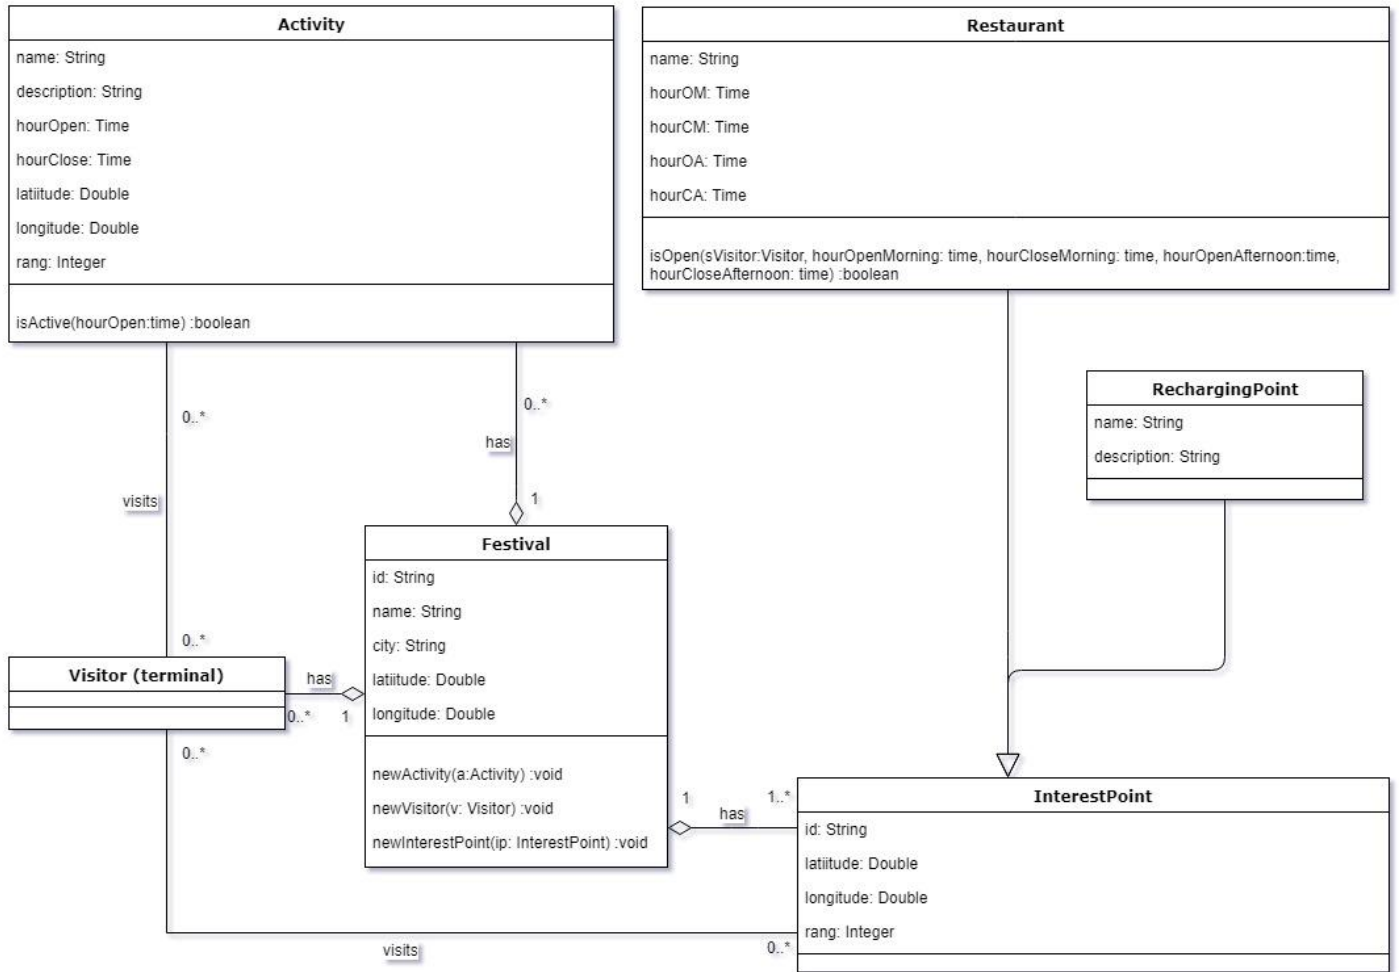 Activity
name: String
description: String
hourOpen: Time
hourClose: Time
latiitude: Double
longitude: Double
rang: Integer
isActive(hourOpen:time) :boolean
Restaurant
name: String
hourOM: Time
hourCM: Time
hourOA: Time
hourCA: Time
isOpen(sVisitor:Visitor, hourOpenMorning: time, hourCloseMorning: time, hourOpenAfternoon:time,
hourCloseAfternoon: time) :boolean
RechargingPoint
name: String
description: String
0..*
visits
0..*
0..*
has
1
Festival
id: String
name: String
city: String
latiitude: Double
longitude: Double
newActivity(a:Activity) :void
newVisitor(v: Visitor) :void
newInterestPoint(ip: InterestPoint) :void
Visitor (terminal)
has
0..*
1
0..*
visits
0..*
1
has
1..*
InterestPoint
id: String
latiitude: Double
longitude: Double
rang: Integer